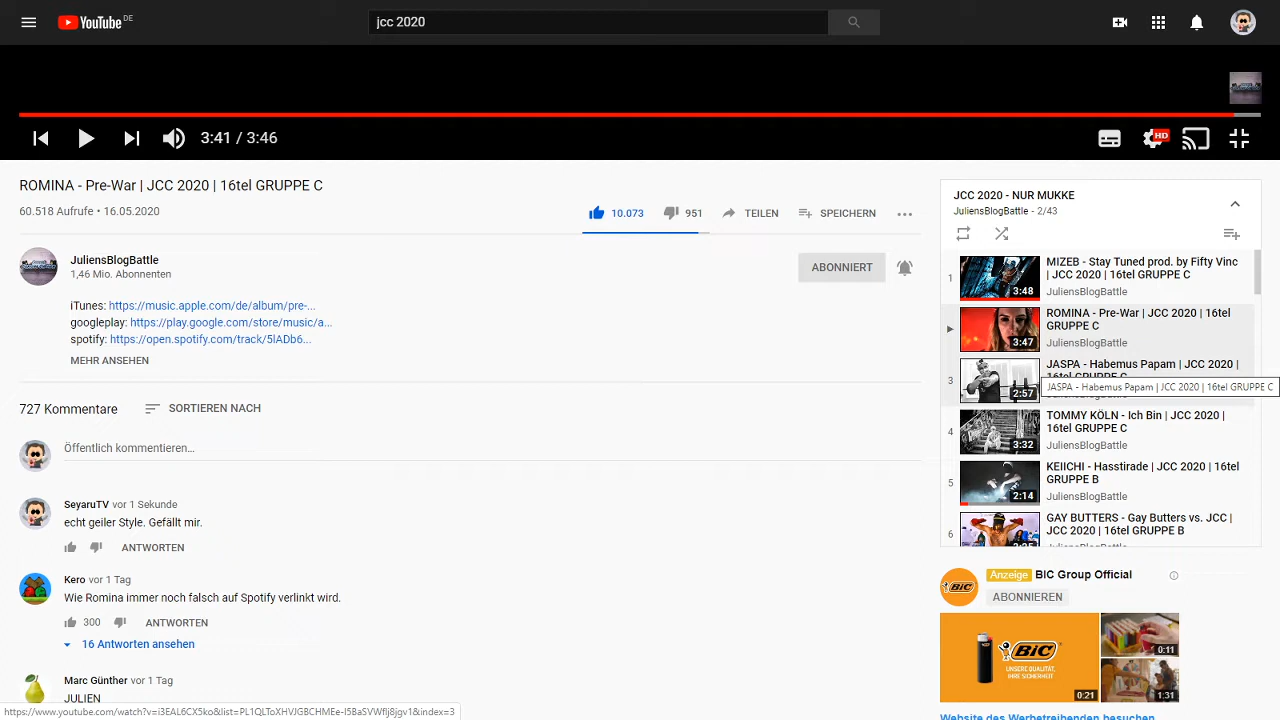 YouTube DE
jcc 2020
3:41 / 3:46
HD
ROMINA - Pre-War | JCC 2020 | 16tel GRUPPE C
60.518 Aufrufe • 16.05.2020
10.073
951
TEILEN
SPEICHERN
JuliensBlogBattle
1,46 Mio. Abonnenten
ABONNIERT
iTunes: https://music.apple.com/de/album/pre-...
googleplay: https://play.google.com/store/music/a...
spotify: https://open.spotify.com/track/5lADb6...
MEHR ANSEHEN
727 Kommentare
SORTIEREN NACH
Öffentlich kommentieren...
SeyaruTV vor 1 Sekunde
echt geiler Style. Gefällt mir.
ANTWORTEN
Kero vor 1 Tag
Wie Romina immer noch falsch auf Spotify verlinkt wird.
300
ANTWORTEN
16 Antworten ansehen
Marc Günther vor 1 Tag
JULIEN
https://www.youtube.com/watch?v=i3EAL6CX5ko&list=PL1QLToXHVJGBCHMEe-I5BaSVWflj8jgv1&index=3
JCC 2020 - NUR MUKKE
JuliensBlogBattle - 2/43
1
3:48
MIZEB - Stay Tuned prod. by Fifty Vinc
| JCC 2020 | 16tel GRUPPE C
JuliensBlogBattle
3:47
ROMINA - Pre-War | JCC 2020 | 16tel
GRUPPE C
JuliensBlogBattle
3
2:57
JASPA - Habemus Papam | JCC 2020 |
16tel GRUPPE C
JASPA - Habemus Papam | JCC 2020 | 16tel GRUPPE C
JuliensBlogBattle
4
3:32
TOMMY KÖLN - Ich Bin | JCC 2020 |
16tel GRUPPE C
JuliensBlogBattle
5
2:14
KEIICHI - Hasstirade | JCC 2020 | 16tel
GRUPPE B
JuliensBlogBattle
6
GAY BUTTERS - Gay Butters vs. JCC |
JCC 2020 | 16tel GRUPPE B
JuliensBlogBattle
BIC
Anzeige BIC Group Official
ABONNIEREN
BIC
UNSERE QUALITÄT,
IHRE SICHERHEIT
0:21
0:11
1:31
Website des Werbetreibenden besuchen